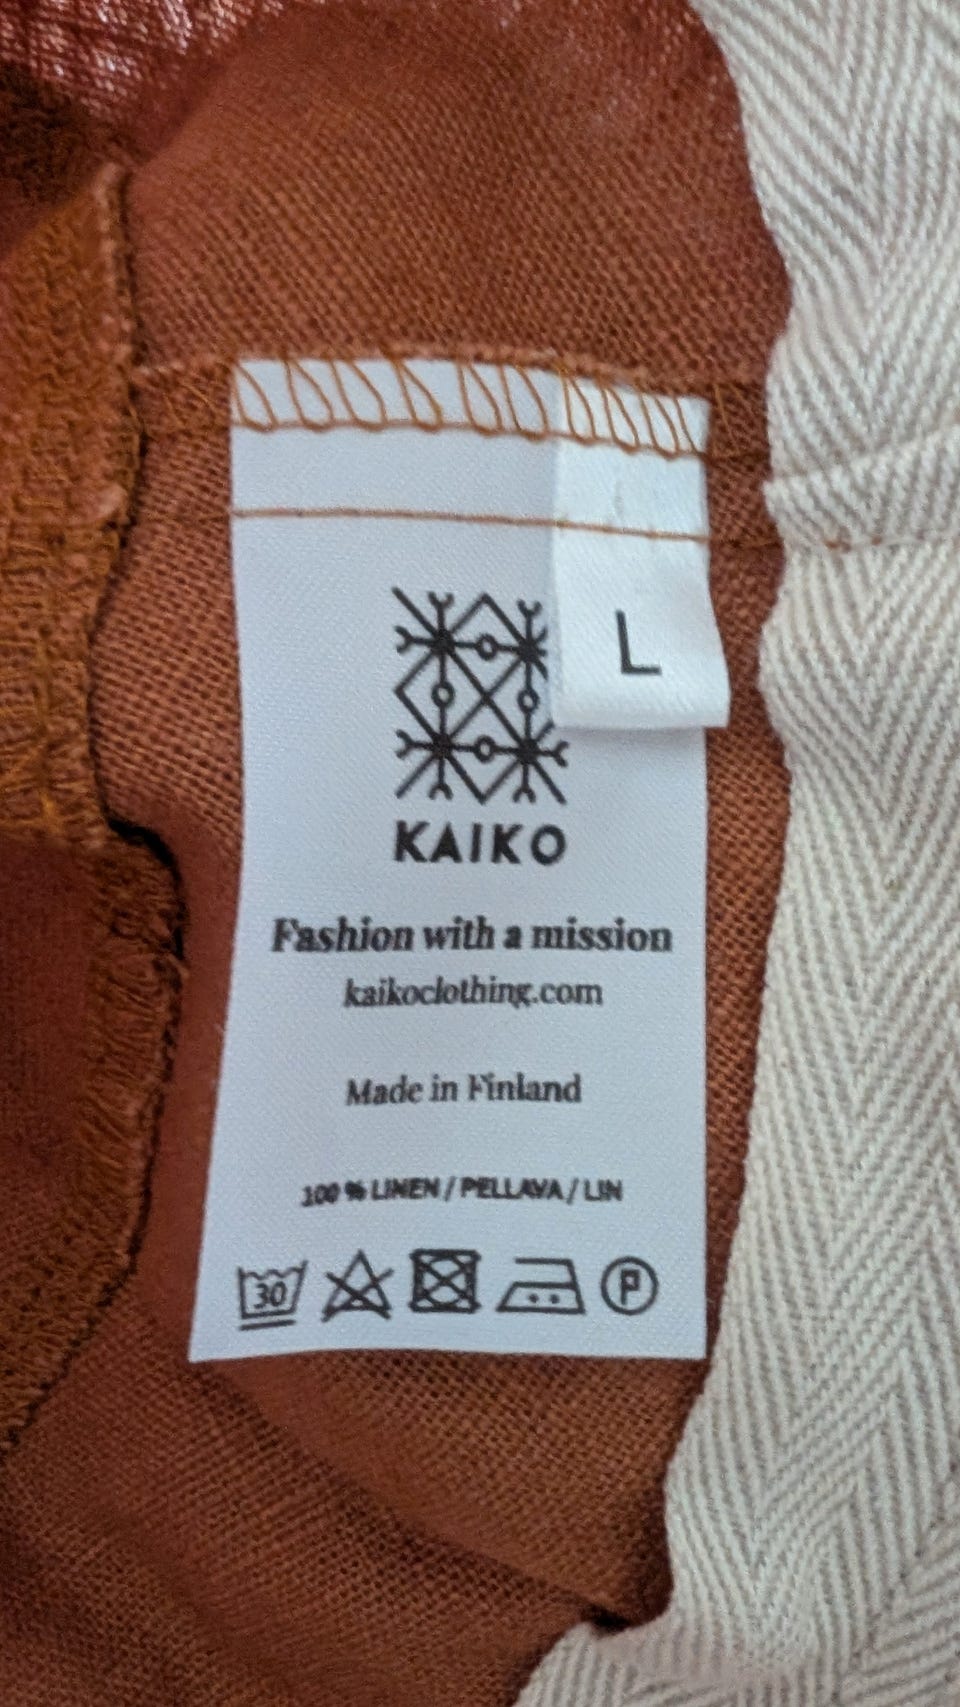 L
KAIKO
Fashion with a mission
kaikoclothing.com
Made in Finland
100 % LINEN / PELLAVA / LIN
30 P